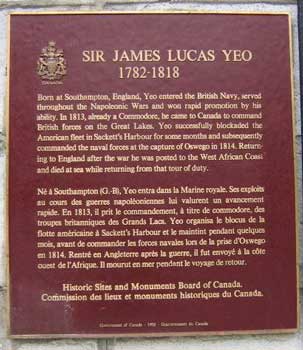 SIR JAMES LUCAS YEO
1782-1818
Born at Southampton, England, Yeo entered the British Navy, served
throughout the Napoleonic Wars and won rapid promotion by his
ability. In 1813, already a Commodore, he came to Canada to command
British forces on the Great Lakes. Yeo successfully blockaded the
American fleet in Sackett's Harbour for some months and subsequently
commanded the naval forces at the capture of Oswego in 1814. Return-
ing to England after the war he was posted to the West African Coast
and died at sea while returning from that tour of duty.
Né à Southampton (G.-B), Yeo entra dans la Marine royale. Ses exploits
au cours des guerres napoléoniennes lui valurent un avancement
rapide. En 1813, il prit le commandement, à titre de commodore, des
troupes britanniques des Grands Lacs. Yeo organisa le blocus de la
flotte américaine à Sackett's Harbour et le maintint pendant quelques
mois, avant de commander les forces navales lors de la prise d'Oswego
en 1814. Rentré en Angleterre après la guerre, il fut envoyé à la côte
ouest de l'Afrique. Il mourut en mer pendant le voyage de retour.
Historic Sites and Monuments Board of Canada.
Commission des lieux et monuments historiques du Canada.
Government of Canada - Gouvernement du Canada